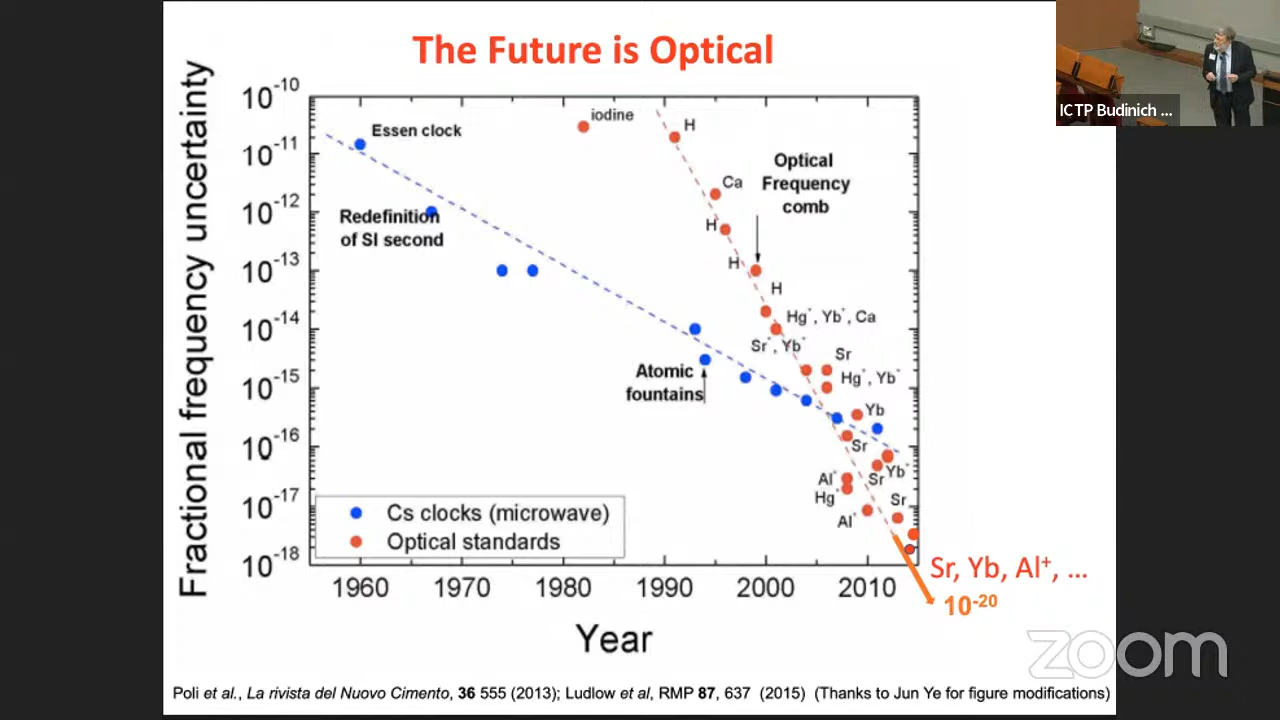 The Future is Optical
ICTP Budinich ...
Fractional frequency uncertainty
10-10
10-11
10-12
10-13
10-14
10-15
10-16
10-17
10-18
Essen clock
iodine
H
Redefinition
of SI second
Ca
H
Optical
Frequency
comb
H
H
Hg+, Yb+, Ca
Sr+, Yb+
Sr
Hg+, Yb+
Atomic
fountains
Yb
Sr
Yb+
Al+
Sr
Hg+
Sr
Al+
Cs clocks (microwave)
Optical standards
1960 1970 1980 1990 2000 2010
Year
Sr, Yb, Al+, ...
10-20
zoom
Poli et al., La rivista del Nuovo Cimento, 36 555 (2013); Ludlow et al, RMP 87, 637 (2015) (Thanks to Jun Ye for figure modifications)